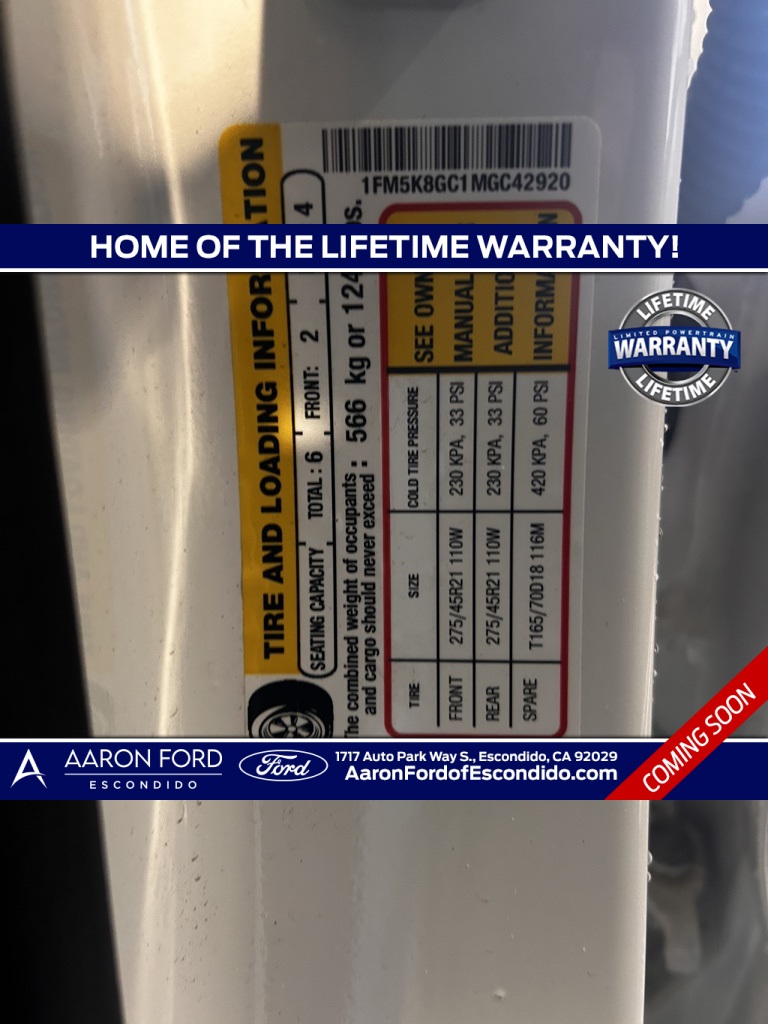 1FM5K8GC1MGC42920
HOME OF THE LIFETIME WARRANTY!
LIFETIME
LIMITED POWERTRAIN
WARRANTY
LIFETIME
TIRE AND LOADING INFOR ATION
SEATING CAPACITY TOTAL: 6 FRONT: 2 4
The combined weight of occupants
and cargo should never exceed: 566 kg or 124
TIRE SIZE COLD TIRE PRESSURE SEE OWN
MANUAL
ADDITIO
INFORMA N
FRONT 275/45R21 110W 230 KPA, 33 PSI
REAR 275/45R21 110W 230 KPA, 33 PSI
SPARE T165/70D18 116M 420 KPA, 60 PSI
AARON FORD
ESCONDIDO
Ford
1717 Auto Park Way S., Escondido, CA 92029
AaronFordofEscondido.com
COMING SOON